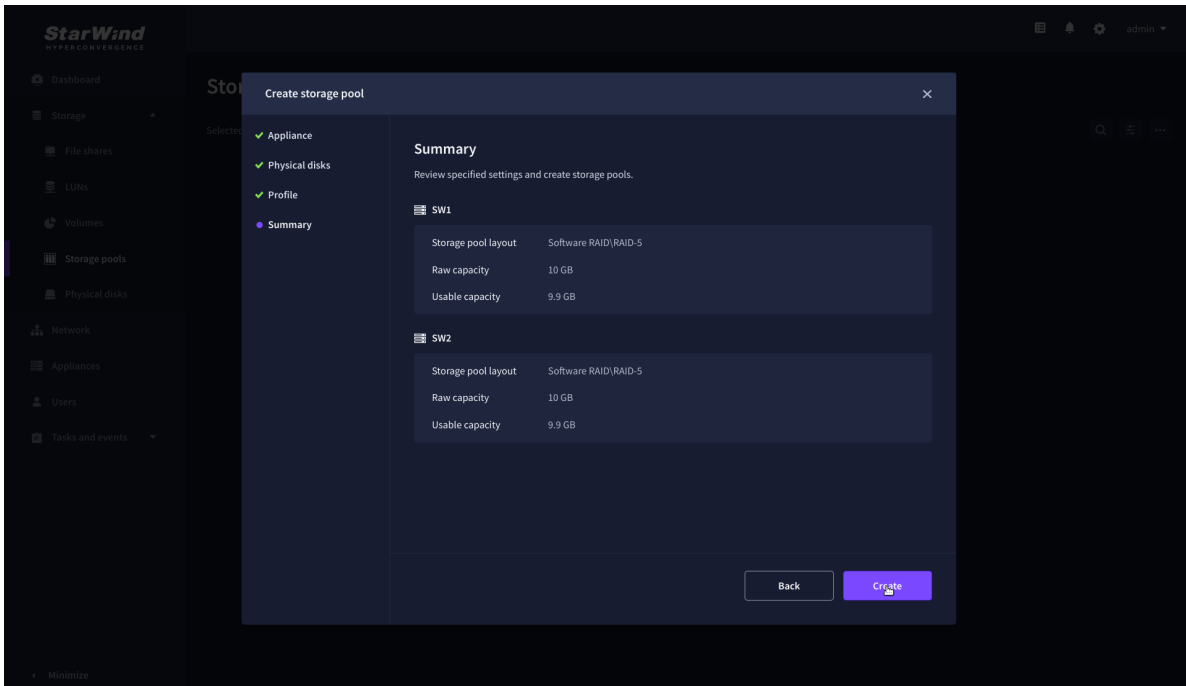 StarWind
HYPERCONVERGENCE
admin
Dashboard
Storage
File shares
LUNs
Volumes
Storage pools
Physical disks
Network
Appliances
Users
Tasks and events
Minimize
Stor
Selected
Create storage pool
Appliance
Physical disks
Profile
Summary
Summary
Review specified settings and create storage pools.
SW1
Storage pool layout Software RAID\RAID-5
Raw capacity 10 GB
Usable capacity 9.9 GB
SW2
Storage pool layout Software RAID\RAID-5
Raw capacity 10 GB
Usable capacity 9.9 GB
Back Create